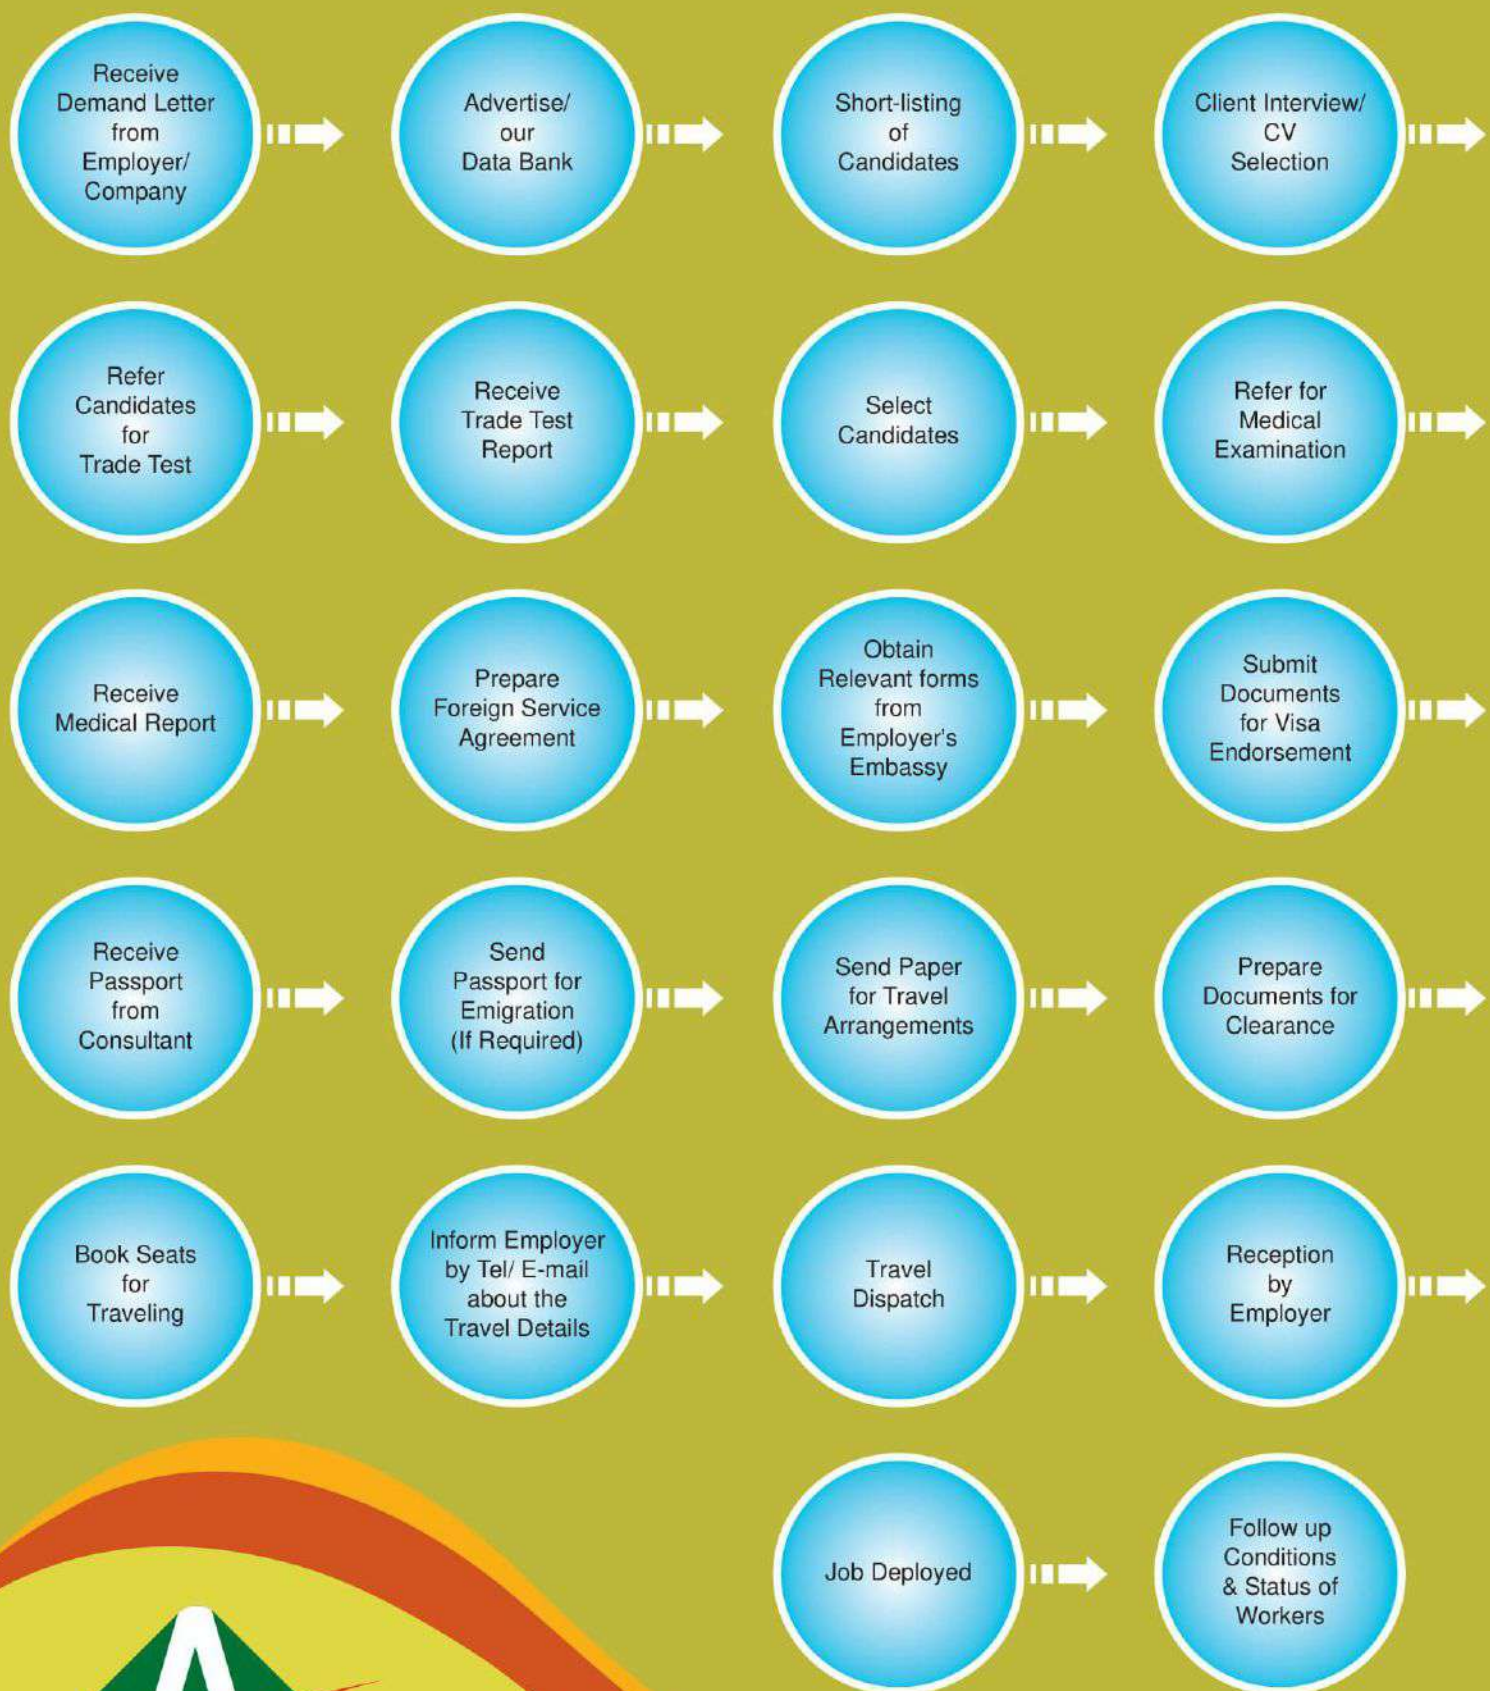 Receive
Demand Letter
from
Employer/
Company
Advertise/
our
Data Bank
Short-listing
of
Candidates
Client Interview/
CV
Selection
Refer
Candidates
for
Trade Test
Receive
Trade Test
Report
Select
Candidates
Refer for
Medical
Examination
Receive
Medical Report
Prepare
Foreign Service
Agreement
Obtain
Relevant forms
from
Employer's
Embassy
Submit
Documents
for Visa
Endorsement
Receive
Passport
from
Consultant
Send
Passport for
Emigration
(If Required)
Send Paper
for Travel
Arrangements
Prepare
Documents for
Clearance
Book Seats
for
Traveling
Inform Employer
by Tel/ E-mail
about the
Travel Details
Travel
Dispatch
Reception
by
Employer
Job Deployed
Follow up
Conditions
& Status of
Workers